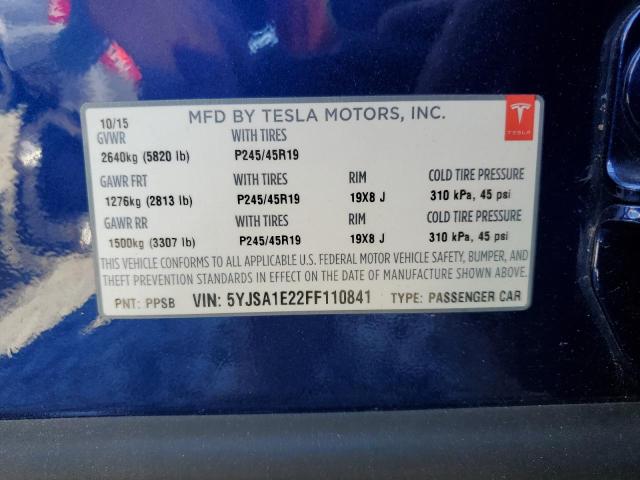 10/15 MFD BY TESLA MOTORS, INC.
GVWR WITH TIRES
2640kg (5820 lb) P245/45R19
TESLA
GAWR FRT WITH TIRES RIM COLD TIRE PRESSURE
1276kg (2813 lb) P245/45R19 19X8 J 310 kPa, 45 psi
GAWR RR WITH TIRES RIM COLD TIRE PRESSURE
1500kg (3307 lb) P245/45R19 19X8 J 310 kPa, 45 psi
THIS VEHICLE CONFORMS TO ALL APPLICABLE U.S. FEDERAL MOTOR VEHICLE SAFETY, BUMPER, AND
THEFT PREVENTION STANDARDS IN EFFECT ON THE DATE OF MANUFACTURE SHOWN ABOVE.
PNT: PPSB VIN: 5YJSA1E22FF110841 TYPE: PASSENGER CAR